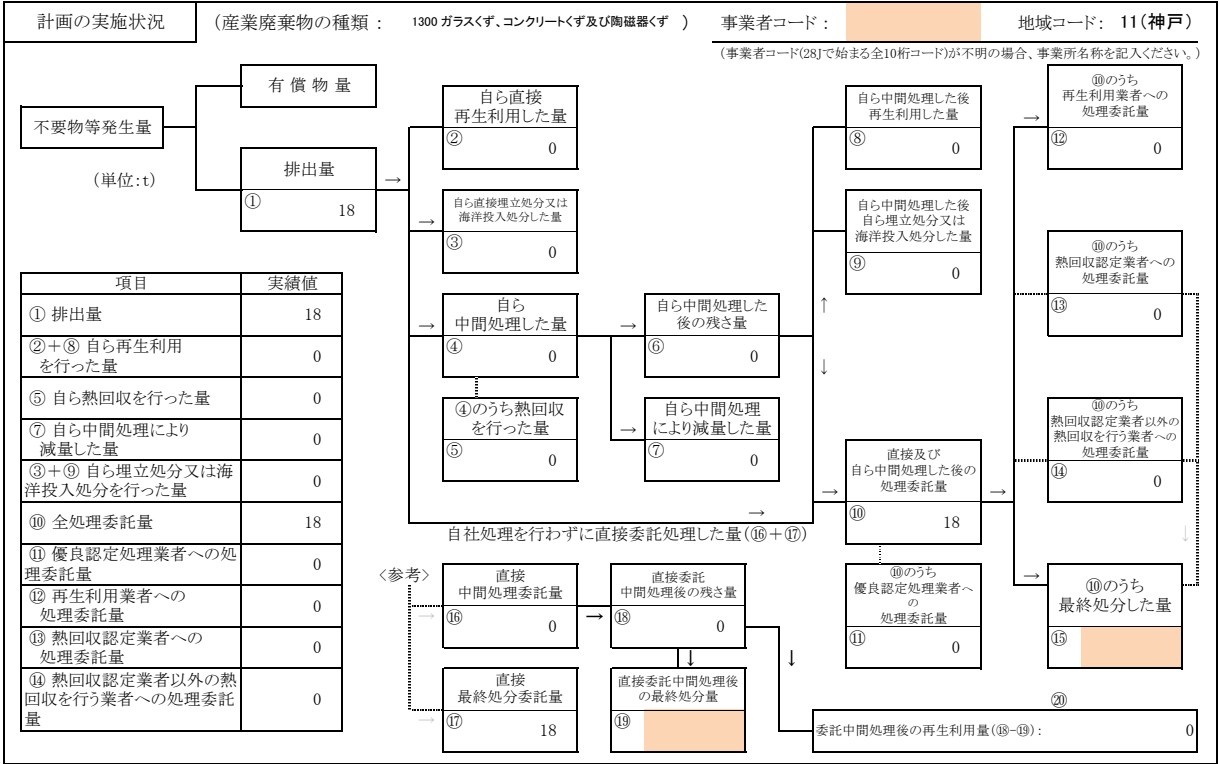 計画の実施状況
(産業廃棄物の種類： 1300 ガラスくず、コンクリートくず及び陶磁器くず )
事業者コード：
地域コード： 11(神戸)
(事業者コード(28Jで始まる全10桁コード)が不明の場合、事業所名称を記入ください。)
不要物等発生量
有償物量
(単位:t)
排出量
① 18
→
自ら直接
再生利用した量
② 0
→
自ら直接埋立処分又は
海洋投入処分した量
③ 0
→
自ら
中間処理した量
④ 0
④のうち熱回収
を行った量
⑤ 0
→
自ら中間処理した
後の残さ量
⑥ 0
→
自ら中間処理
により減量した量
⑦ 0
自ら中間処理した後
再生利用した量
⑧ 0
自ら中間処理した後
自ら埋立処分又は
海洋投入処分した量
⑨ 0
↑
↓
→
直接及び
自ら中間処理した後の
処理委託量
⑩ 18
→
⑩のうち
優良認定処理業者へ
の
処理委託量
⑪ 0
→
⑩のうち
再生利用業者への
処理委託量
⑫ 0
⑩のうち
熱回収認定業者への
処理委託量
⑬ 0
⑩のうち
熱回収認定業者以外の
熱回収を行う業者への
処理委託量
⑭ 0
↓
→
⑩のうち
最終処分した量
⑮
→
自社処理を行わずに直接委託処理した量(⑯＋⑰)
〈参考〉
→
直接
中間処理委託量
⑯ 0
→
直接委託
中間処理後の残さ量
⑱ 0
↓
↓
→
直接
最終処分委託量
⑰ 18
直接委託中間処理後
の最終処分量
⑲
⑳
委託中間処理後の再生利用量(⑱-⑲)： 0
項目 実績値
① 排出量 18
②＋⑧ 自ら再生利用
を行った量 0
⑤ 自ら熱回収を行った量 0
⑦ 自ら中間処理により
減量した量 0
③＋⑨ 自ら埋立処分又は海
洋投入処分を行った量 0
⑩ 全処理委託量 18
⑪ 優良認定処理業者への処
理委託量 0
⑫ 再生利用業者への
処理委託量 0
⑬ 熱回収認定業者への
処理委託量 0
⑭ 熱回収認定業者以外の熱
回収を行う業者への処理委託
量 0